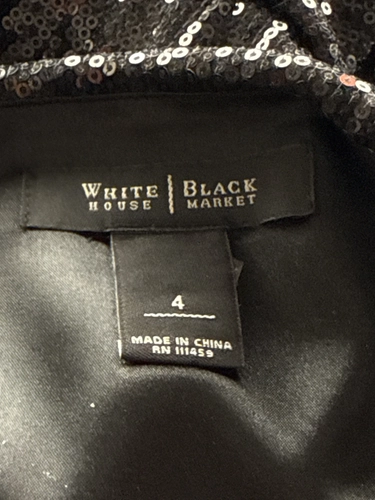 WHITE | BLACK
HOUSE | MARKET
4
MADE IN CHINA
RN 111459